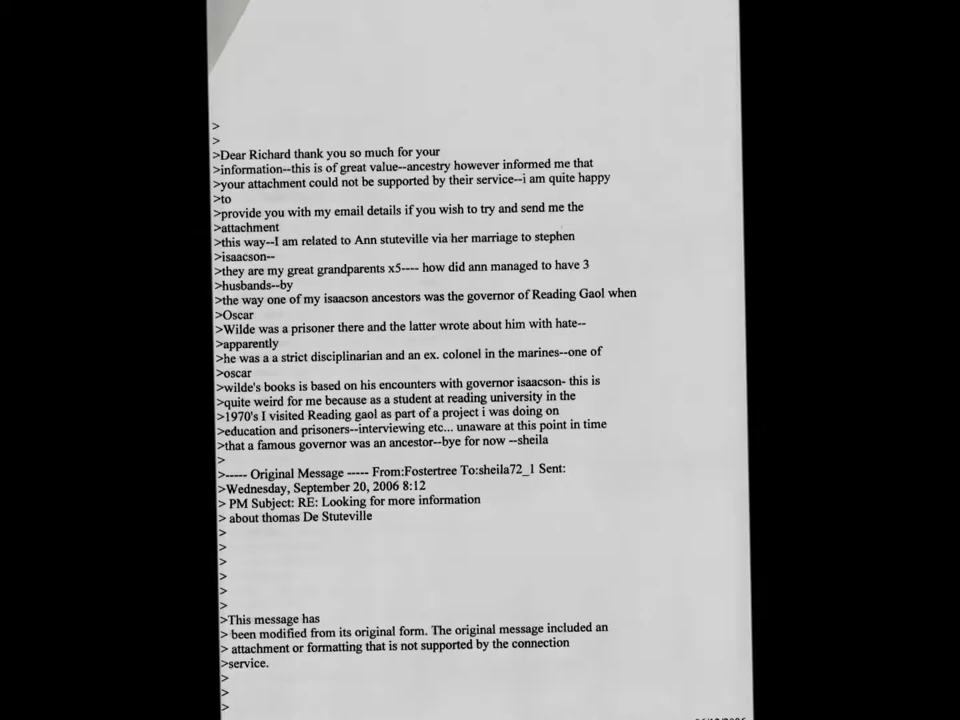 >
>
>Dear Richard thank you so much for your
>information--this is of great value--ancestry however informed me that
>your attachment could not be supported by their service--i am quite happy
>to
>provide you with my email details if you wish to try and send me the
>attachment
>this way--I am related to Ann stuteville via her marriage to stephen
>isaacson--
>they are my great grandparents x5---- how did ann managed to have 3
>husbands--by
>the way one of my isaacson ancestors was the governor of Reading Gaol when
>Oscar
>Wilde was a prisoner there and the latter wrote about him with hate--
>apparently
>he was a a strict disciplinarian and an ex. colonel in the marines--one of
>oscar
>wilde's books is based on his encounters with governor isaacson- this is
>quite weird for me because as a student at reading university in the
>1970's I visited Reading gaol as part of a project i was doing on
>education and prisoners--interviewing etc... unaware at this point in time
>that a famous governor was an ancestor--bye for now --sheila
>
>----- Original Message ----- From:Fostertree To:sheila72_1 Sent:
>Wednesday, September 20, 2006 8:12
> PM Subject: RE: Looking for more information
> about thomas De Stuteville
>
>
>
>
>
>
>This message has
> been modified from its original form. The original message included an
> attachment or formatting that is not supported by the connection
>service.
>
>
>